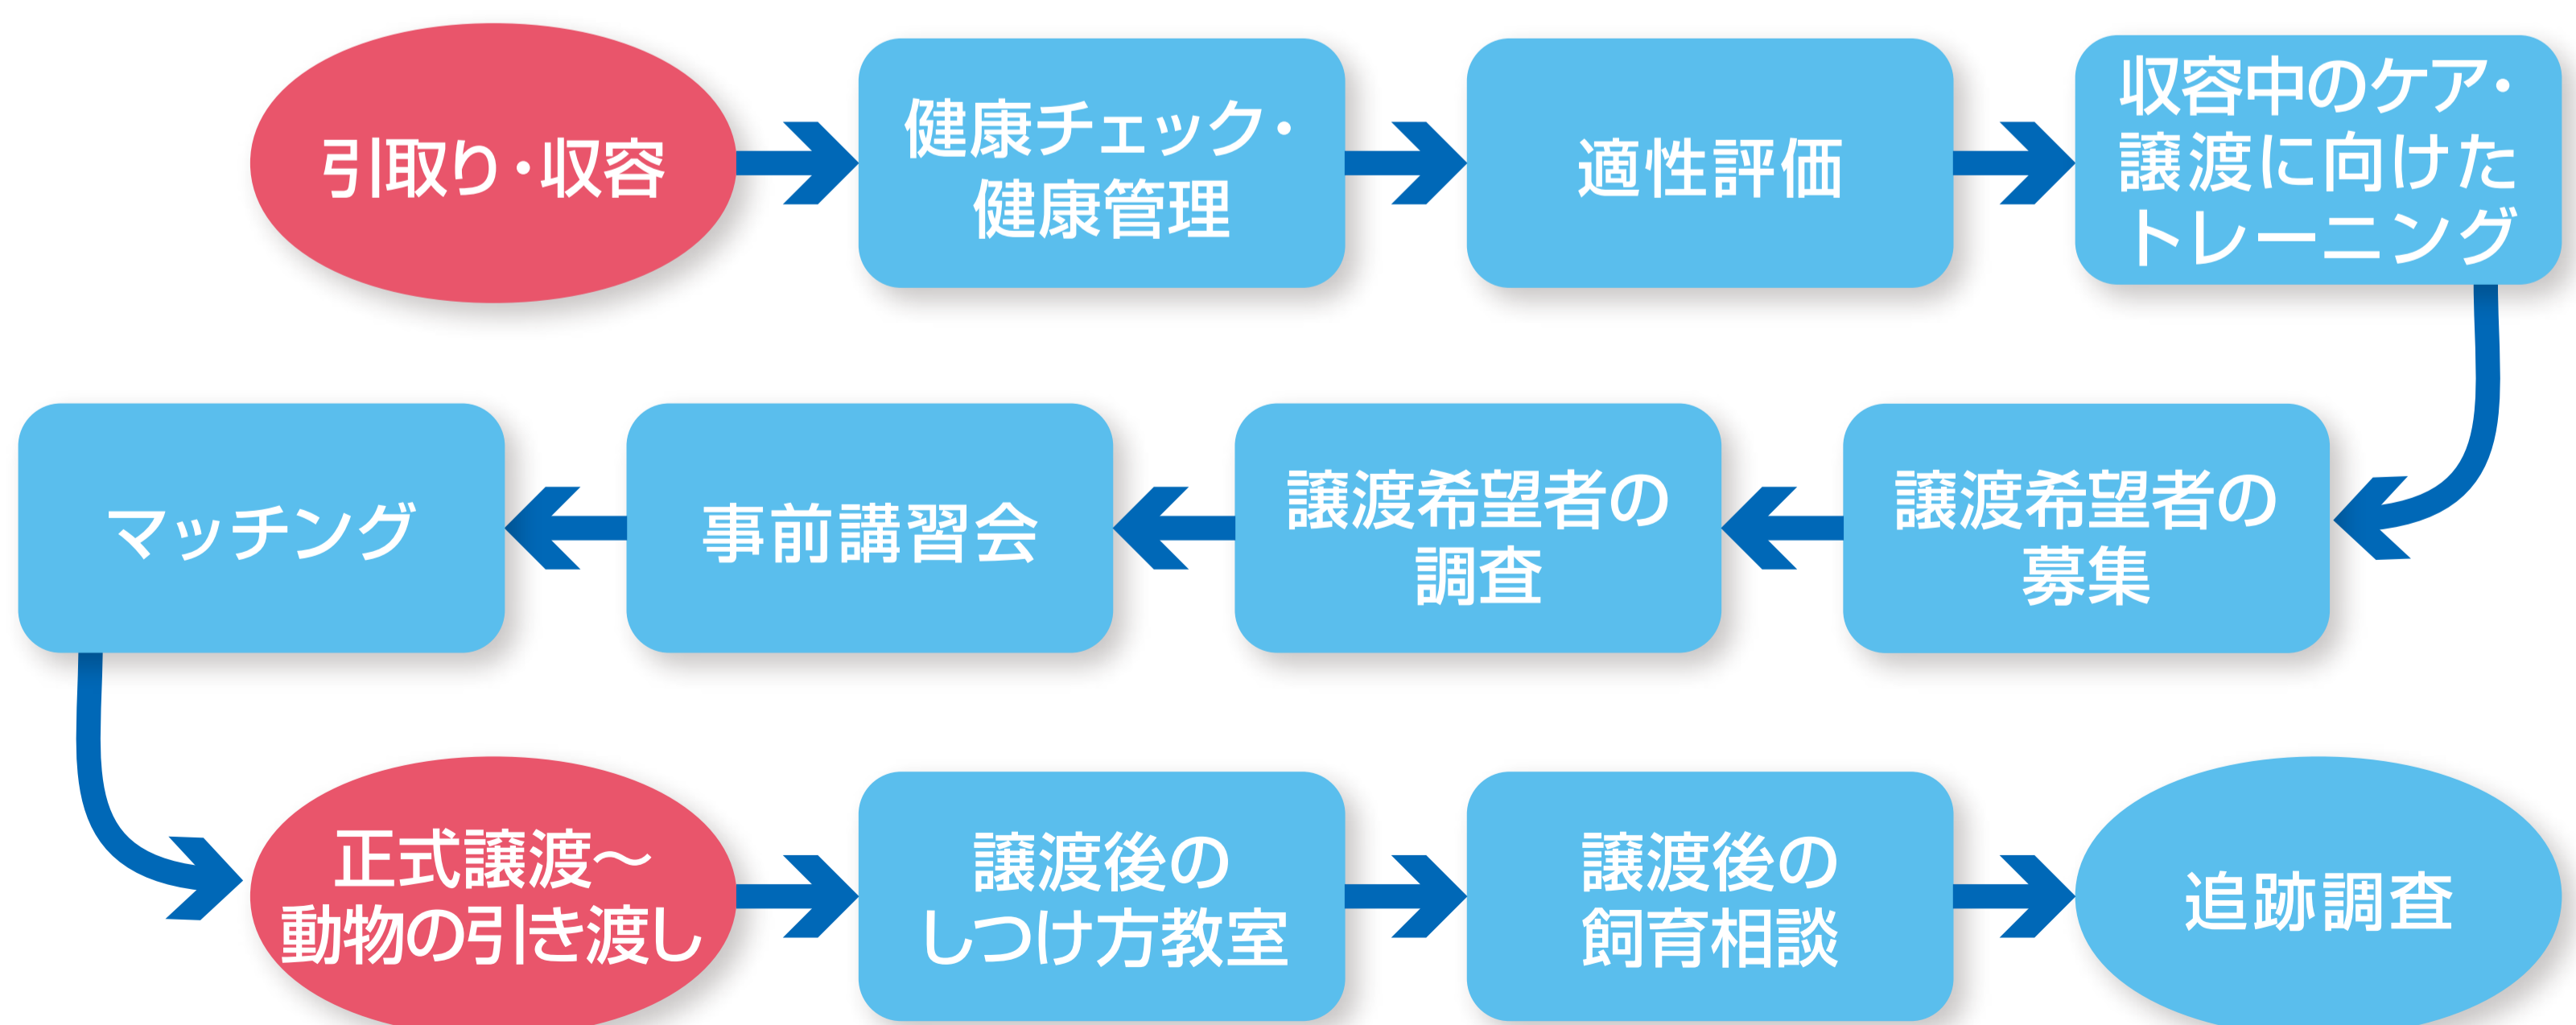 引取り・収容
健康チェック・
健康管理
適性評価
収容中のケア・
譲渡に向けた
トレーニング
譲渡希望者の
募集
譲渡希望者の
調査
事前講習会
マッチング
正式譲渡～
動物の引き渡し
譲渡後の
しつけ方教室
譲渡後の
飼育相談
追跡調査